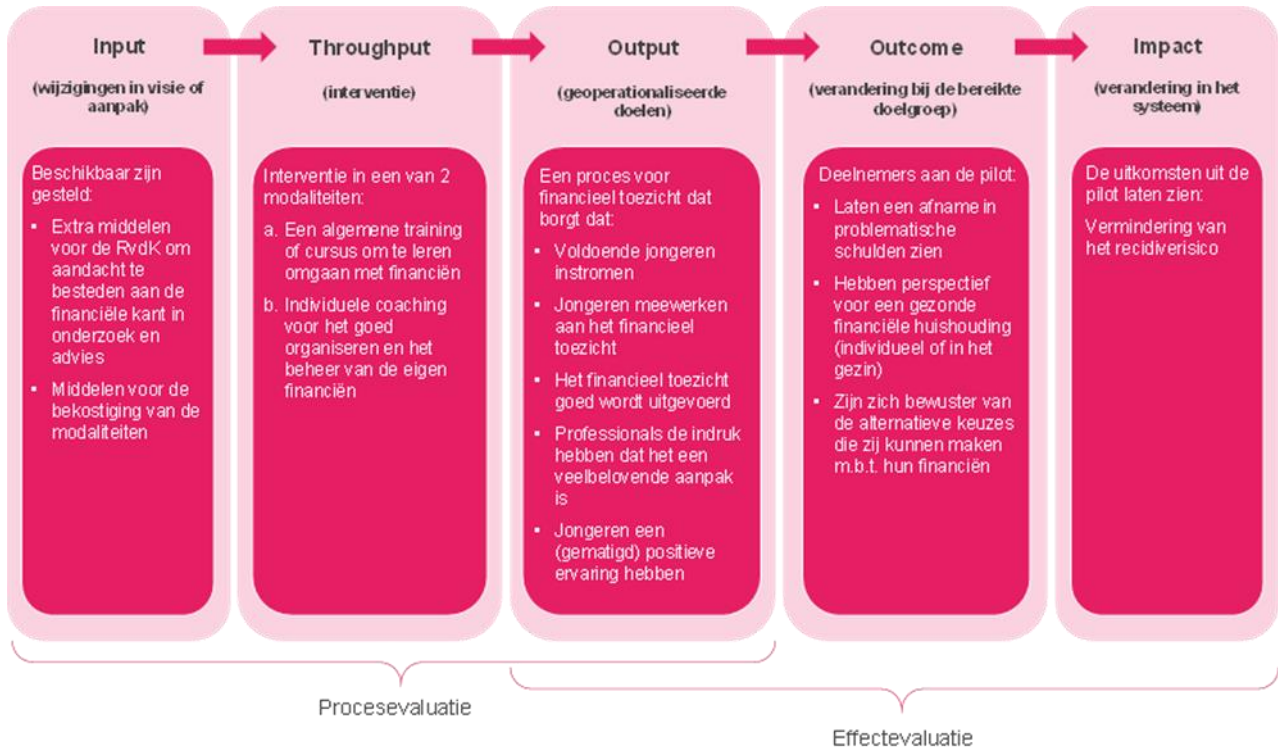 Input
(wijzigingen in visie of
aanpak)
Beschikbaar zijn
gesteld:
▪ Extra middelen
voor de RvdK om
aandacht te
besteden aan de
financiële kant in
onderzoek en
advies
▪ Middelen voor de
bekostiging van de
modaliteiten
Throughput
(interventie)
Interventie in een van 2
modaliteiten:
a. Een algemene training
of cursus om te leren
omgaan met financiën
b. Individuele coaching
voor het goed
organiseren en het
beheer van de eigen
financiën
Output
(geoperationaliseerde
doelen)
Een proces voor
financieel toezicht dat
borgt dat:
▪ Voldoende jongeren
instromen
▪ Jongeren meewerken
aan het financieel
toezicht
▪ Het financieel toezicht
goed wordt uitgevoerd
▪ Professionals de indruk
hebben dat het een
veelbelovende aanpak
is
▪ Jongeren een
(gematigd) positieve
ervaring hebben
Outcome
(verandering bij de bereikte
doelgroep)
Deelnemers aan de pilot:
▪ Laten een afname in
problematische
schulden zien
▪ Hebben perspectief
voor een gezonde
financiële huishouding
(individueel of in het
gezin)
▪ Zijn zich bewuster van
de alternatieve keuzes
die zij kunnen maken
m.b.t. hun financiën
Impact
(verandering in het
systeem)
De uitkomsten uit de
pilot laten zien:
Vermindering van
het recidiverisico
Procesevaluatie
Effectevaluatie